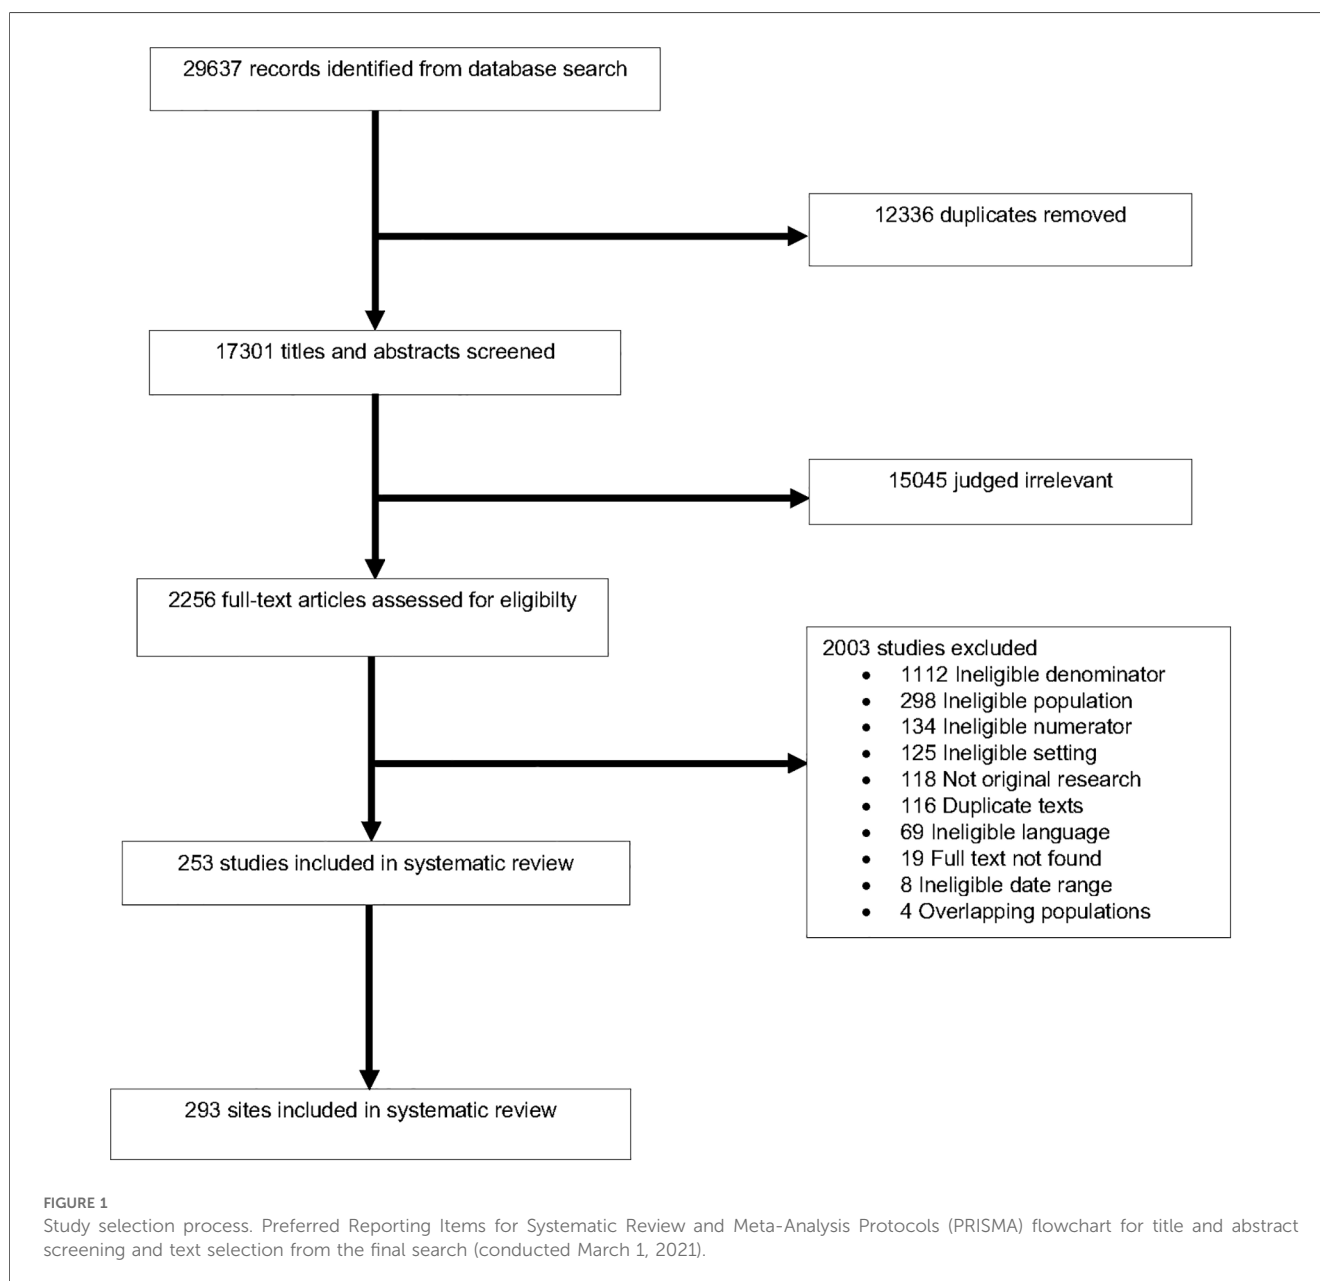 29637 records identified from database search
12336 duplicates removed
17301 titles and abstracts screened
15045 judged irrelevant
2256 full-text articles assessed for eligibilty
2003 studies excluded
• 1112 Ineligible denominator
• 298 Ineligible population
• 134 Ineligible numerator
• 125 Ineligible setting
• 118 Not original research
• 116 Duplicate texts
• 69 Ineligible language
• 19 Full text not found
• 8 Ineligible date range
• 4 Overlapping populations
253 studies included in systematic review
293 sites included in systematic review
FIGURE 1
Study selection process. Preferred Reporting Items for Systematic Review and Meta-Analysis Protocols (PRISMA) flowchart for title and abstract
screening and text selection from the final search (conducted March 1, 2021).